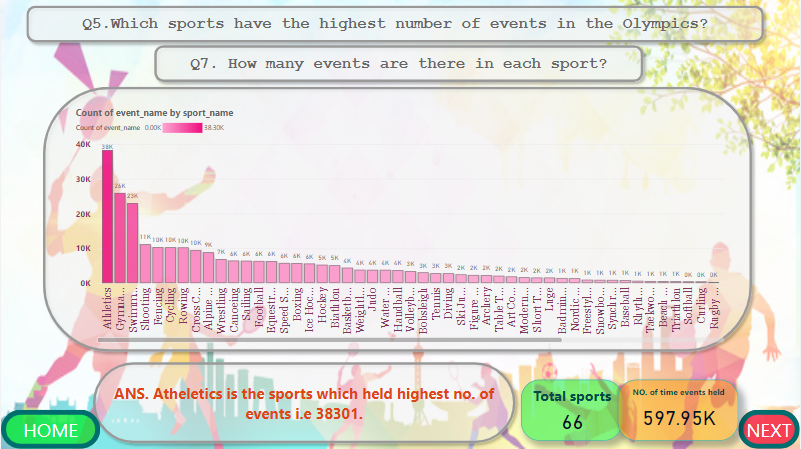 Q5.Which sports have the highest number of events in the Olympics?
Q7. How many events are there in each sport?
Count of event_name by sport_name
Count of event_name 0.00K 38.30K
40K
30K
20K
10K
0K
38K 26K 23K 11K 10K 10K 10K 10K 9K 7K 6K 6K 6K 6K 6K 6K 6K 5K 5K 4K 4K 4K 4K 4K 3K 3K 3K 3K 2K 2K 2K 2K 2K 2K 2K 1K 1K 1K 1K 1K 1K 1K 1K 1K 1K 1K 0K 0K 0K
Athletics
Gymna...
Swimmi...
Shooting
Fencing
Cycling
Rowing
Cross C...
Alpine ...
Wrestling
Canoeing
Sailing
Football
Equestr...
Speed S...
Boxing
Ice Hoc...
Hockey
Biathlon
Basketb...
Weightl...
Judo
Water ...
Handball
Volleyb...
Bobsleigh
Tennis
Diving
Ski Ju...
Figure...
Archery
Table T...
Art Co...
Modern...
Short T...
Luge
Badmin...
Nordic...
Freestyl...
Snowbo...
Synchr...
Baseball
Rhyth...
Taekwo...
Beach ...
Triathlon
Softball
Curling
Rugby ...
ANS. Atheletics is the sports which held highest no. of
events i.e 38301.
Total sports
66
NO. of time events held
597.95K
HOME
NEXT